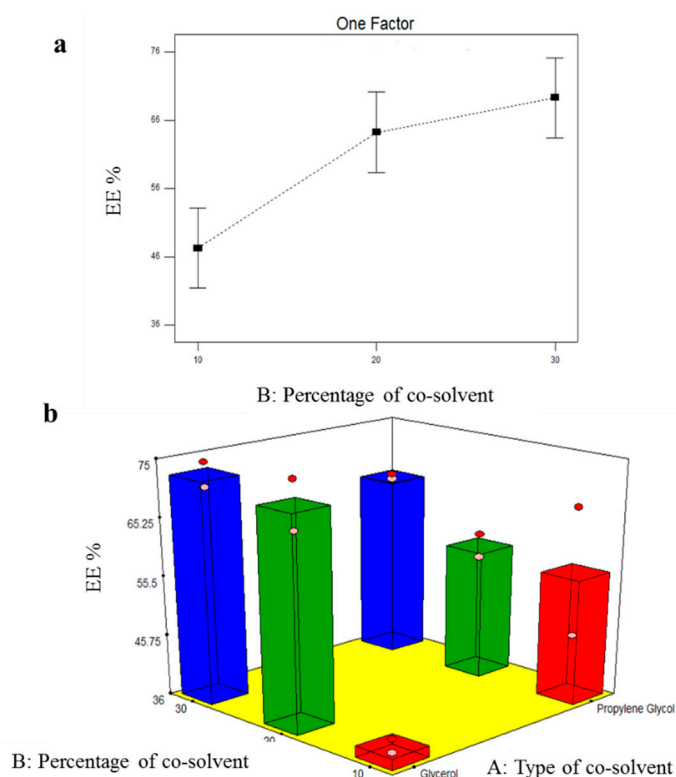 One Factor
a
76
66
56
46
36
EE %
10
20
30
B: Percentage of co-solvent
b
75
65.25
55.5
45.75
36
EE %
30
20
10
Propylene Glycol
Glycerol
B: Percentage of co-solvent
A: Type of co-solvent